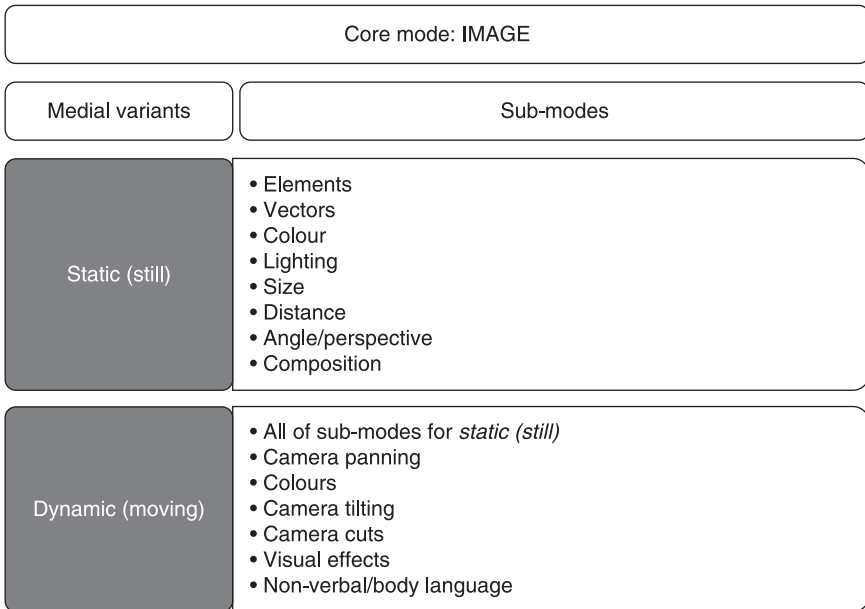 Core mode: IMAGE
Medial variants
Sub-modes
Static (still)
• Elements
• Vectors
• Colour
• Lighting
• Size
• Distance
• Angle/perspective
• Composition
Dynamic (moving)
• All of sub-modes for static (still)
• Camera panning
• Colours
• Camera tilting
• Camera cuts
• Visual effects
• Non-verbal/body language